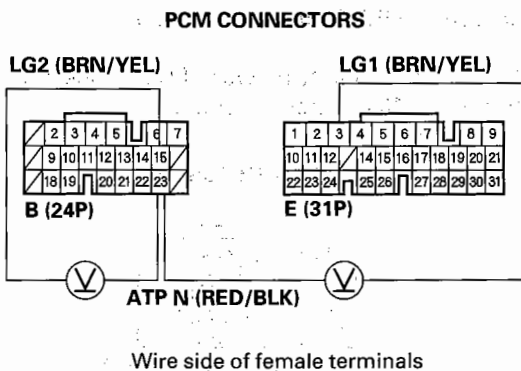 PCM CONNECTORS
LG2 (BRN/YEL) LG1 (BRN/YEL)
2 3 4 5 6 7 1 2 3 4 5 6 7 8 9
9 10 11 12 13 14 15 10 11 12 14 15 16 17 18 19 20 21
18 19 20 21 22 23 22 23 24 25 26 27 28 29 30 31
B (24P) E (31P)
V V
ATP N (RED/BLK)
Wire side of female terminals